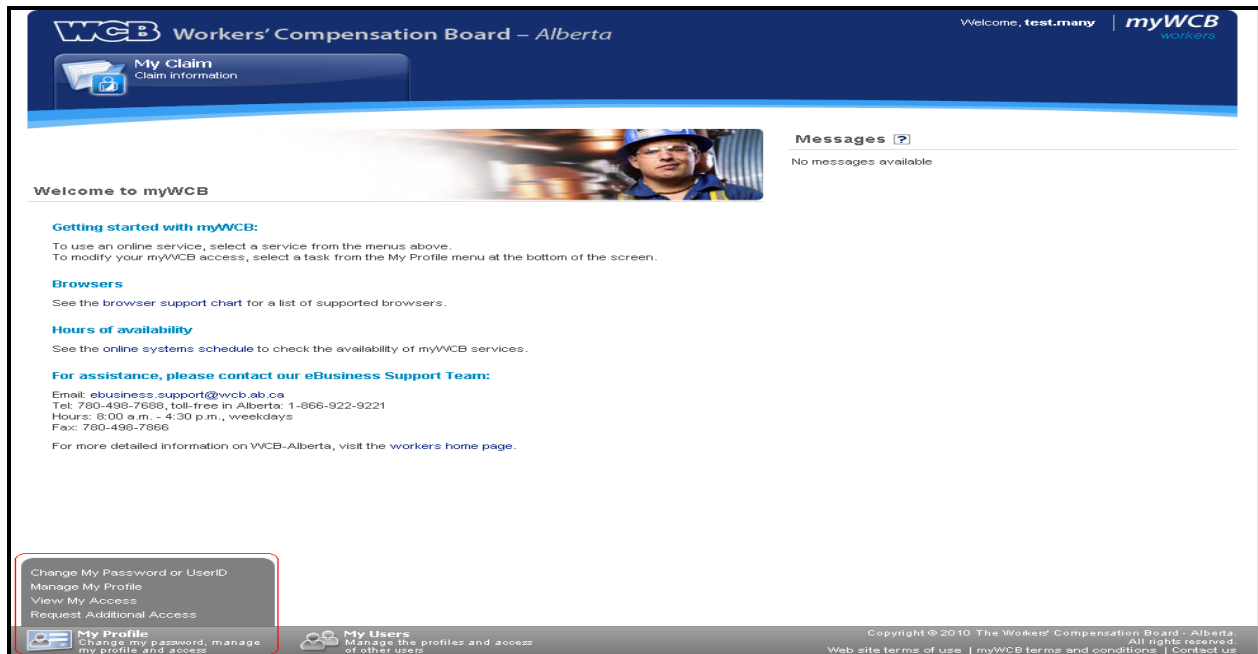 WCB Workers' Compensation Board – Alberta
Welcome, test.many | myWCB
workers
My Claim
Claim information
Messages ?
No messages available
Welcome to myWCB
Getting started with myWCB:
To use an online service, select a service from the menus above.
To modify your myWCB access, select a task from the My Profile menu at the bottom of the screen.
Browsers
See the browser support chart for a list of supported browsers.
Hours of availability
See the online systems schedule to check the availability of myWCB services.
For assistance, please contact our eBusiness Support Team:
Email: ebusiness.support@wcb.ab.ca
Tel: 780-498-7688, toll-free in Alberta: 1-866-922-9221
Hours: 8:00 a.m. - 4:30 p.m., weekdays
Fax: 780-498-7866
For more detailed information on WCB-Alberta, visit the workers home page.
Change My Password or UserID
Manage My Profile
View My Access
Request Additional Access
My Profile
Change my password, manage
my profile and access
My Users
Manage the profiles and access
of other users
Copyright © 2010 The Workers' Compensation Board - Alberta.
All rights reserved.
Web site terms of use | myWCB terms and conditions | Contact us